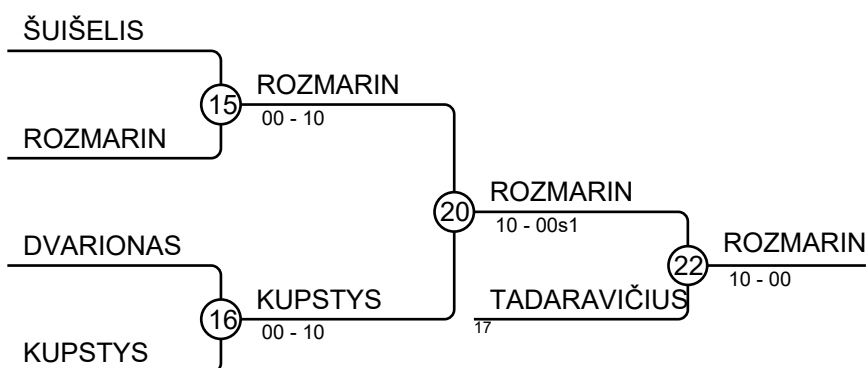 ŠUIŠELIS
15
ROZMARIN
00 - 10
ROZMARIN
20
ROZMARIN
10 - 00s1
DVARIONAS
22
ROZMARIN
10 - 00
16
KUPSTYS
00 - 10
TADARAVIČIUS
17
KUPSTYS